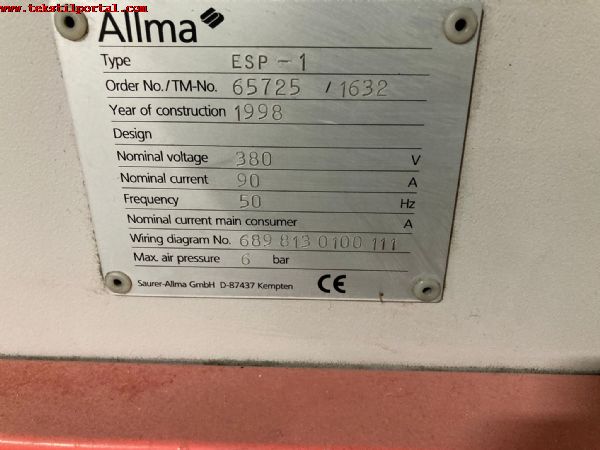 www.tekstilportal.com
Allma
Type ESP-1
Order No./TM-No. 65725 / 1632
Year of construction 1998
Design
Nominal voltage 380 V
Nominal current 90 A
Frequency 50 Hz
Nominal current main consumer A
Wiring diagram No. 689 813 0100 111
Max. air pressure 6 bar
Saurer-Allma GmbH D-87437 Kempten CE